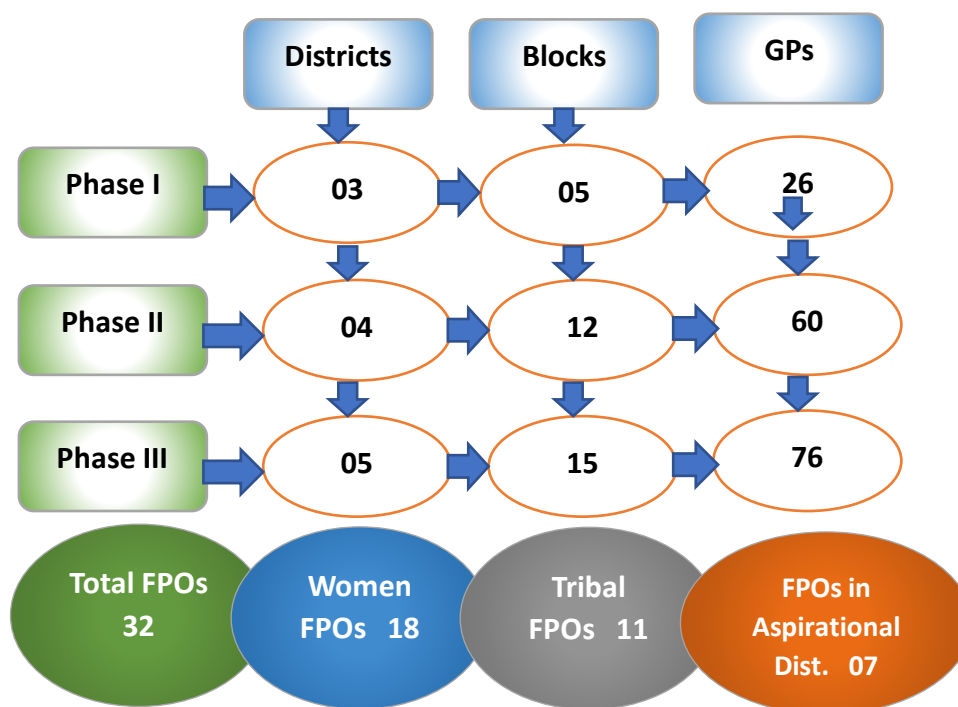 Districts
Blocks
GPs
Phase I
03
05
26
Phase II
04
12
60
Phase III
05
15
76
Total FPOs
32
Women
FPOs 18
Tribal
FPOs 11
FPOs in
Aspirational
Dist. 07